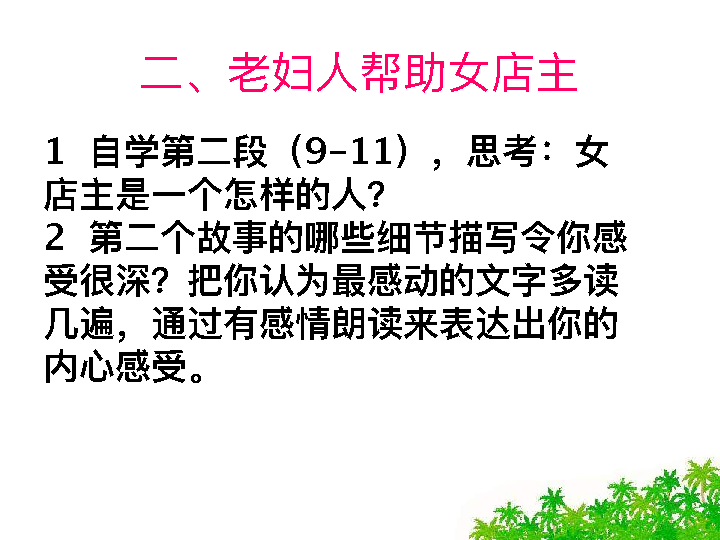 二、老妇人帮助女店主
1 自学第二段（9-11），思考：女
店主是一个怎样的人？
2 第二个故事的哪些细节描写令你感
受很深？把你认为最感动的文字多读
几遍，通过有感情朗读来表达出你的
内心感受。